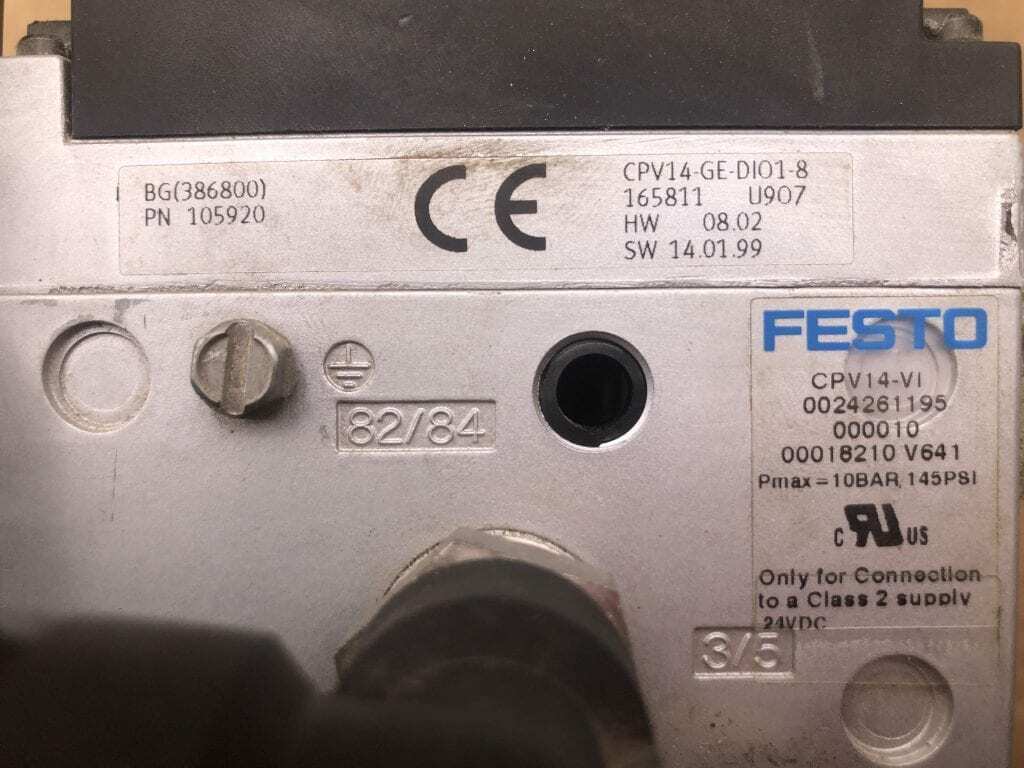 BG(386800)
PN 105920
CE
CPV14-GE-DI01-8
165811 U907
HW 08.02
SW 14.01.99
FESTO
CPV14-VI
0024261195
000010
00018210 V641
Pmax=10BAR, 145PSI
c RU US
Only for Connection
to a Class 2 supply
24VDC
82/84
3/5